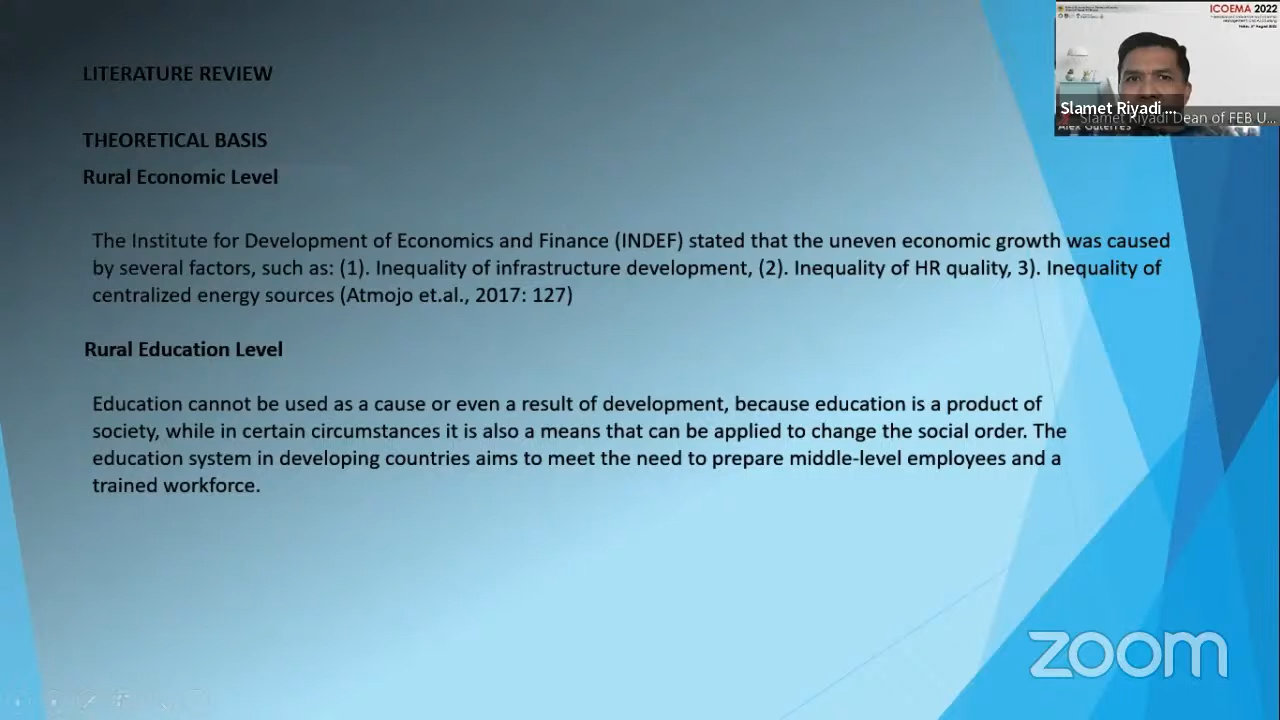 LITERATURE REVIEW
THEORETICAL BASIS
Rural Economic Level
The Institute for Development of Economics and Finance (INDEF) stated that the uneven economic growth was caused
by several factors, such as: (1). Inequality of infrastructure development, (2). Inequality of HR quality, 3). Inequality of
centralized energy sources (Atmojo et.al., 2017: 127)
Rural Education Level
Education cannot be used as a cause or even a result of development, because education is a product of
society, while in certain circumstances it is also a means that can be applied to change the social order. The
education system in developing countries aims to meet the need to prepare middle-level employees and a
trained workforce.
ICOEMA 2022
Slamet Riyadi ...
Slamet Riyadi Dean of FEB U...
Alex Guterres
zoom